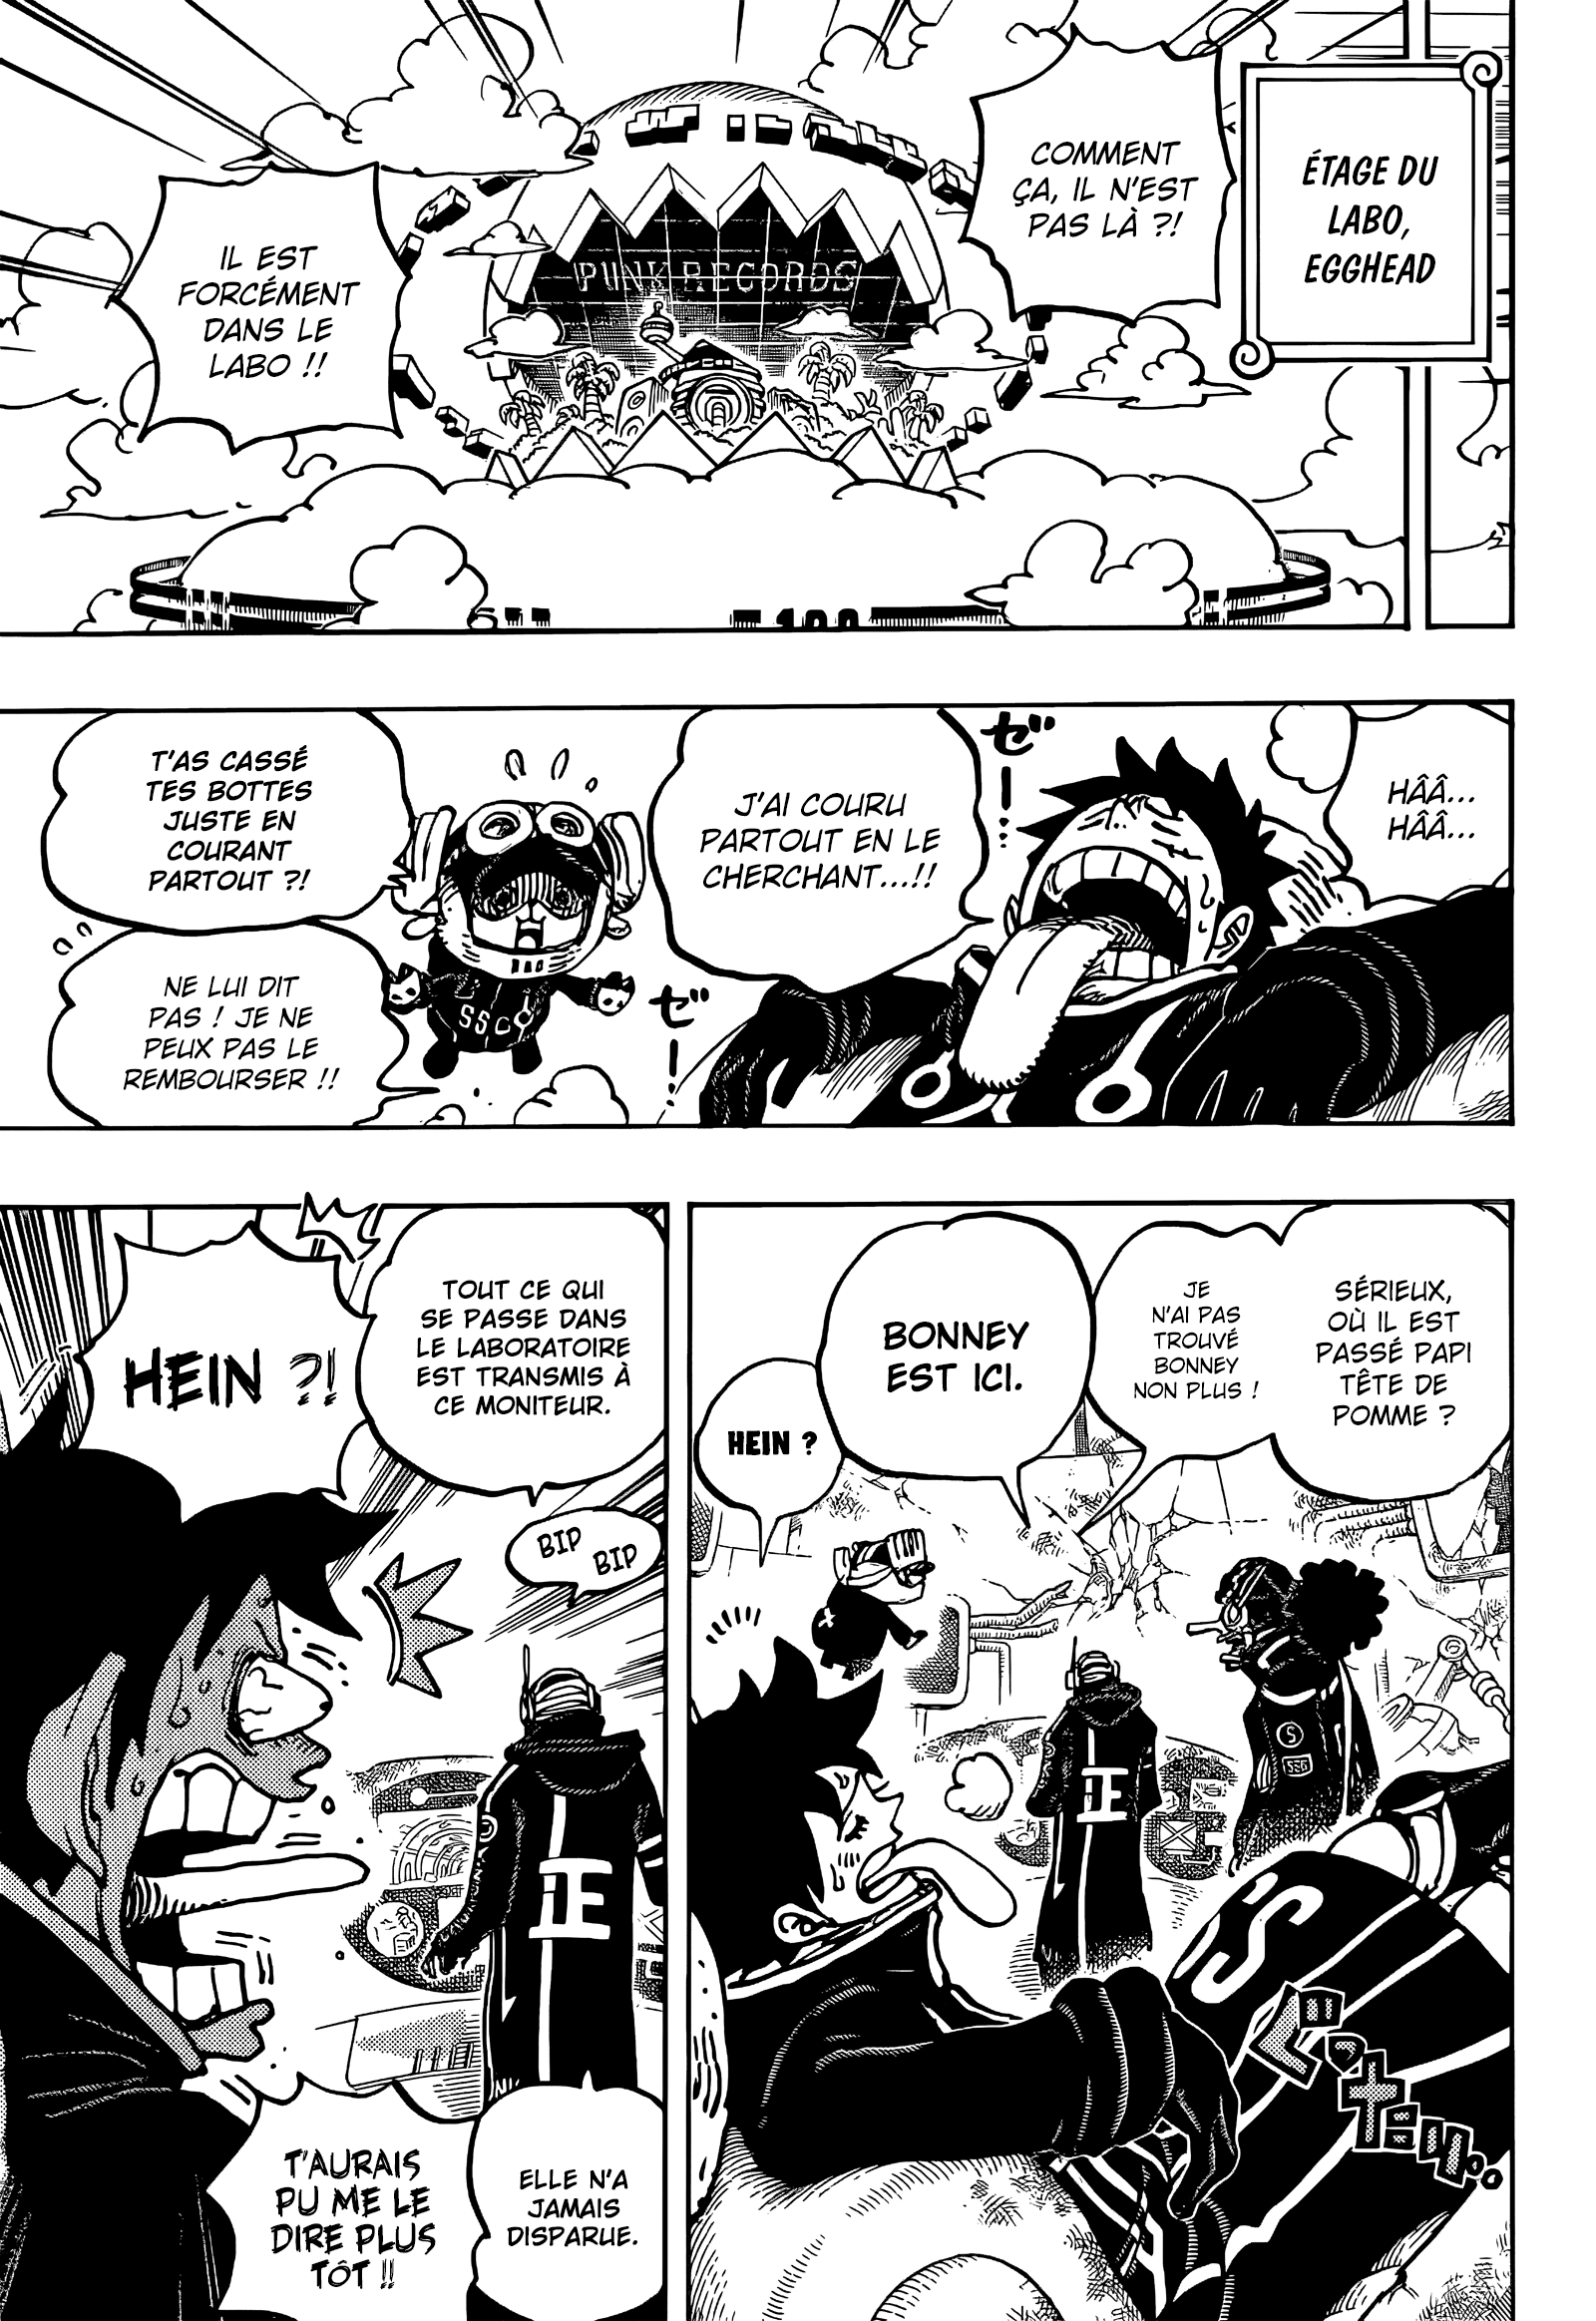 ÉTAGE DU
LABO,
EGGHEAD
COMMENT
ÇA, IL N'EST
PAS LÀ ?!
PUNK RECORDS
IL EST
FORCÉMENT
DANS LE
LABO !!
HÂÂ...
HÂÂ...
ゼ"
J'AI COURU
PARTOUT EN LE
CHERCHANT...!!
ゼ"
T'AS CASSÉ
TES BOTTES
JUSTE EN
COURANT
PARTOUT ?!
NE LUI DIT
PAS ! JE NE
PEUX PAS LE
REMBOURSER !!
SÉRIEUX,
OÙ IL EST
PASSÉ PAPI
TÊTE DE
POMME ?
JE
N'AI PAS
TROUVÉ
BONNEY
NON PLUS !
BONNEY
EST ICI.
HEIN ?
正
S
TOUT CE QUI
SE PASSE DANS
LE LABORATOIRE
EST TRANSMIS À
CE MONITEUR.
BIP
BIP
HEIN ?!
正
ELLE N'A
JAMAIS
DISPARUE.
T'AURAIS
PU ME LE
DIRE PLUS
TÔT !!